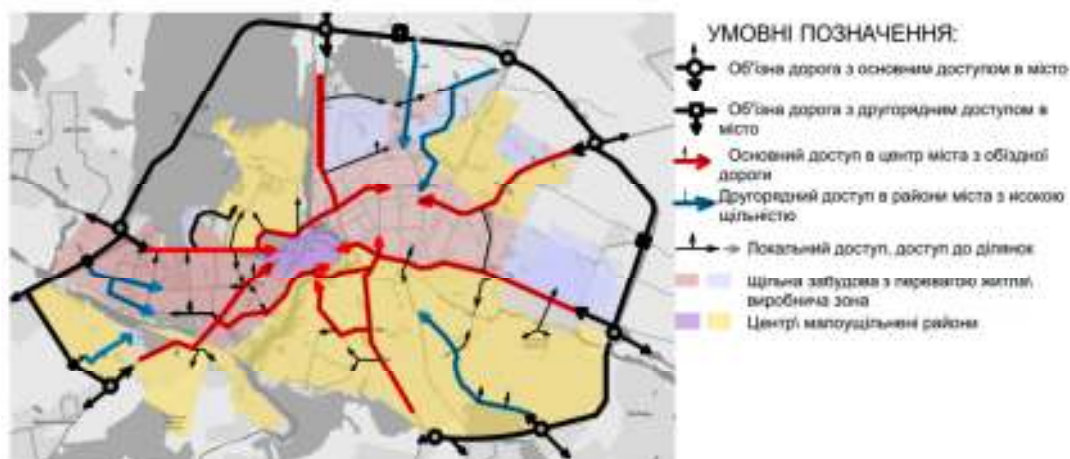 УМОВНІ ПОЗНАЧЕННЯ:
Об'їзна дорога з основним доступом в місто
Об'їзна дорога з другорядним доступом в
місто
Основний доступ в центр міста з обїздної
дороги
Другорядний доступ в райони міста з исокою
щільністю
Локальний доступ, доступ до ділянок
Щільна забудова з перевагою житла\
виробнича зона
Центр\ малоущільнені райони